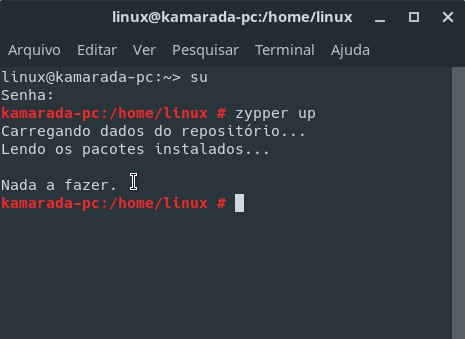 linux@kamarada-pc:/home/linux
Arquivo Editar Ver Pesquisar Terminal Ajuda
linux@kamarada-pc:~> su
Senha:
kamarada-pc:/home/linux # zypper up
Carregando dados do repositório...
Lendo os pacotes instalados...
Nada a fazer.
kamarada-pc:/home/linux #